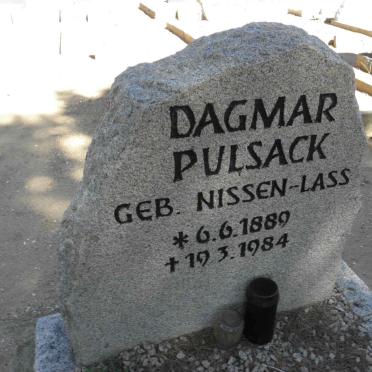 DAGMAR
PULSACK
GEB. NISSEN-LASS
* 6.6.1889
† 19.3.1984